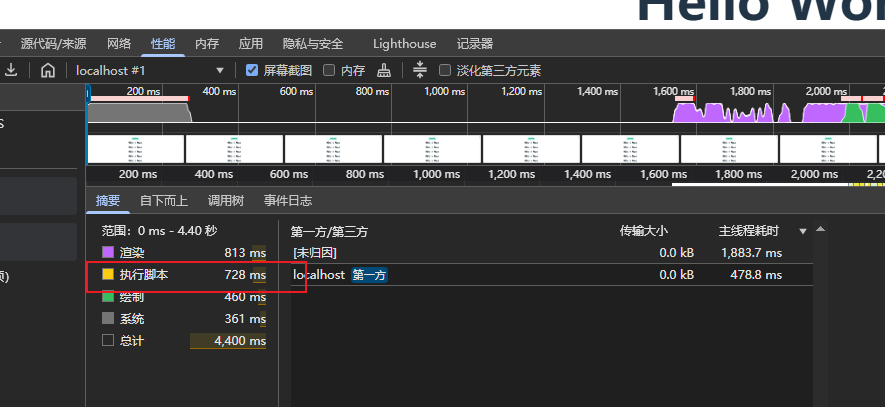 Hello Wor
源代码/来源 网络 性能 内存 应用 隐私与安全 Lighthouse 记录器
localhost #1 屏幕截图 内存 淡化第三方元素
200 ms 400 ms 600 ms 800 ms 1,000 ms 1,200 ms 1,400 ms 1,600 ms 1,800 ms 2,000 ms 2
S
200 ms 400 ms 600 ms 800 ms 1,000 ms 1,200 ms 1,400 ms 1,600 ms 1,800 ms 2,000 ms 2,20
摘要 自下而上 调用树 事件日志
范围: 0 ms - 4.40 秒 第一方/第三方 传输大小 主线程耗时
渲染 813 ms [未归因] 0.0 kB 1,883.7 ms
页) 执行脚本 728 ms localhost 第一方 0.0 kB 478.8 ms
绘制 460 ms
系统 361 ms
总计 4,400 ms